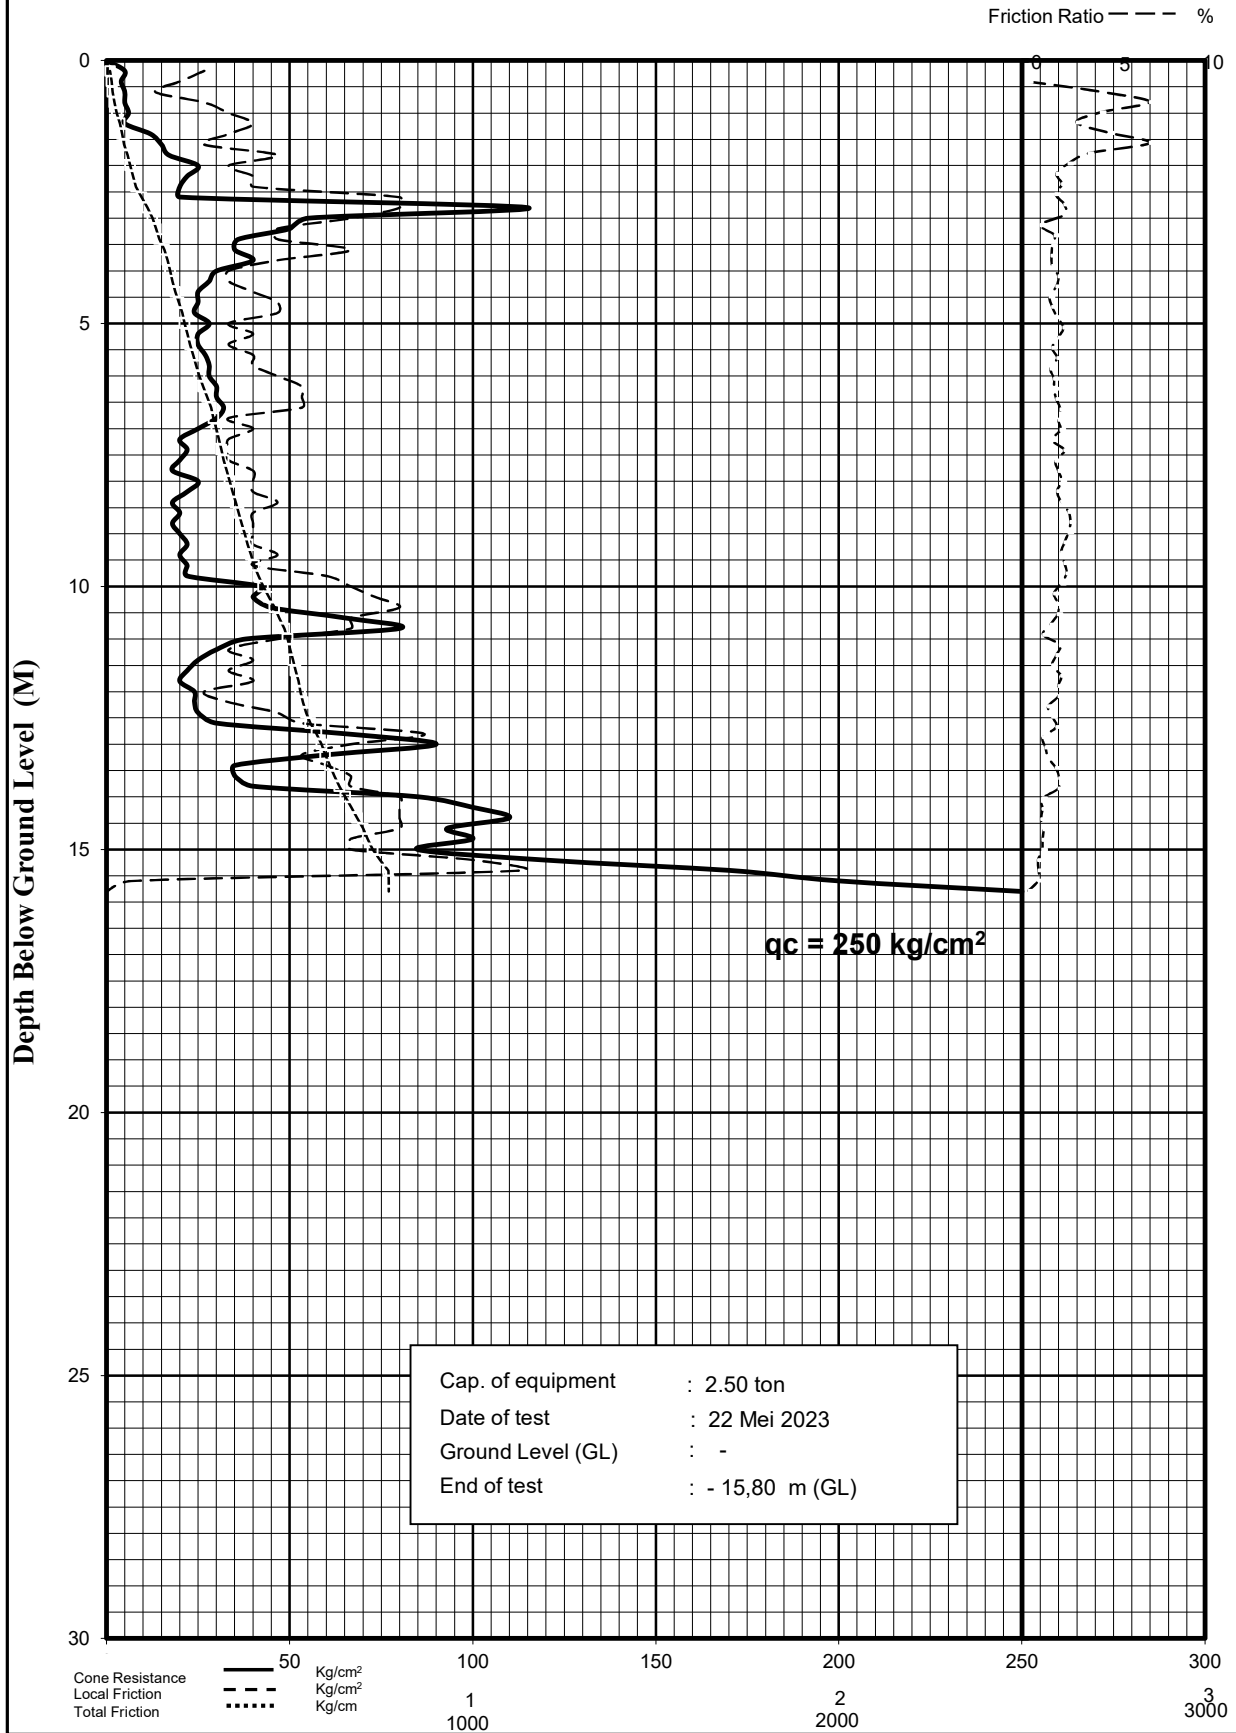 Friction Ratio %
0 0 5 10
5
10
15
qc = 250 kg/cm²
Depth Below Ground Level (M)
20
25
Cap. of equipment : 2.50 ton
Date of test : 22 Mei 2023
Ground Level (GL) : -
End of test : - 15,80 m (GL)
30
50 100 150 200 250 300
Cone Resistance Kg/cm²
Local Friction Kg/cm²
Total Friction Kg/cm
1 2 3
1000 2000 3000